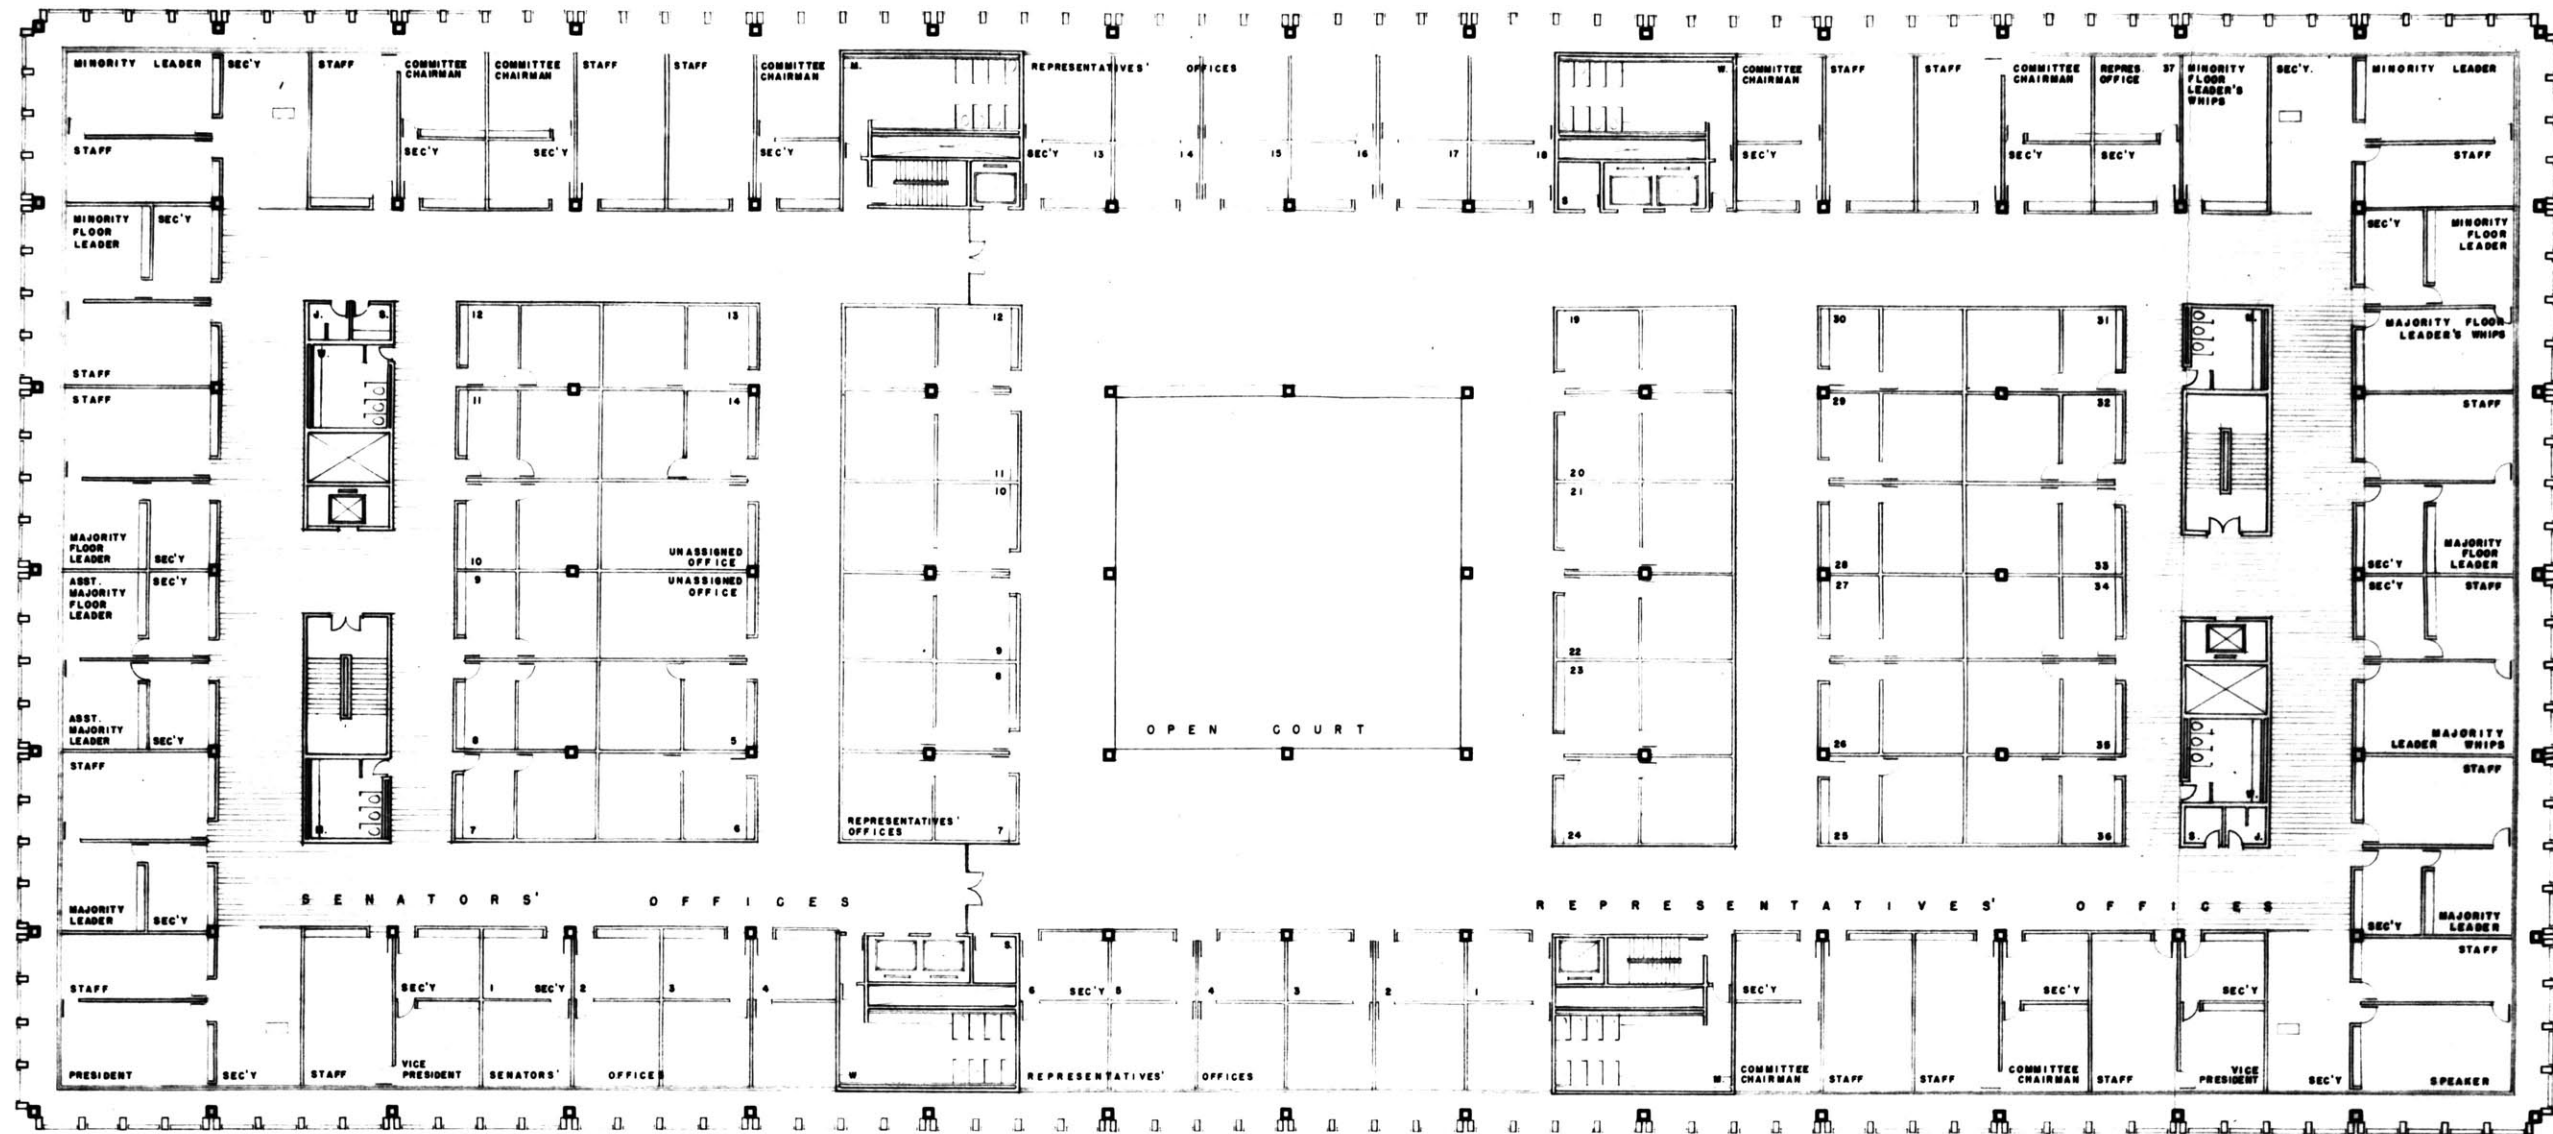 MINORITY LEADER
SEC'Y
STAFF
COMMITTEE
CHAIRMAN
COMMITTEE
CHAIRMAN
STAFF
STAFF
COMMITTEE
CHAIRMAN
M.
REPRESENTATIVES' OFFICES
W.
COMMITTEE
CHAIRMAN
STAFF
STAFF
COMMITTEE
CHAIRMAN
REPRES.
OFFICE
37
MINORITY
FLOOR
LEADER'S
WHIPS
SEC'Y.
MINORITY LEADER
STAFF
SEC'Y
SEC'Y
SEC'Y
SEC'Y
13
14
15
16
17
18
SEC'Y
SEC'Y
SEC'Y
STAFF
S
MINORITY
FLOOR
LEADER
SEC'Y
SEC'Y
MINORITY
FLOOR
LEADER
J.
S.
12
13
12
19
30
31
MAJORITY FLOOR
LEADER'S WHIPS
STAFF
STAFF
11
14
29
32
STAFF
11
10
20
21
MAJORITY
FLOOR
LEADER
SEC'Y
10
UNASSIGNED
OFFICE
28
33
SEC'Y
MAJORITY
FLOOR
LEADER
ASST.
MAJORITY
FLOOR
LEADER
SEC'Y
9
UNASSIGNED
OFFICE
27
34
SEC'Y
STAFF
9
8
22
23
ASST.
MAJORITY
LEADER
SEC'Y
8
5
OPEN COURT
26
35
MAJORITY
LEADER WHIPS
STAFF
STAFF
7
6
REPRESENTATIVES'
OFFICES
7
24
25
36
S.
J.
MAJORITY
LEADER
SEC'Y
SENATORS' OFFICES
REPRESENTATIVES' OFFICES
SEC'Y
MAJORITY
LEADER
STAFF
S.
STAFF
SEC'Y
1
SEC'Y
2
3
4
6
SEC'Y
5
4
3
2
1
SEC'Y
SEC'Y
SEC'Y
PRESIDENT
SEC'Y
STAFF
VICE
PRESIDENT
SENATORS' OFFICES
W
REPRESENTATIVES' OFFICES
M.
COMMITTEE
CHAIRMAN
STAFF
STAFF
COMMITTEE
CHAIRMAN
STAFF
VICE
PRESIDENT
SEC'Y
SPEAKER